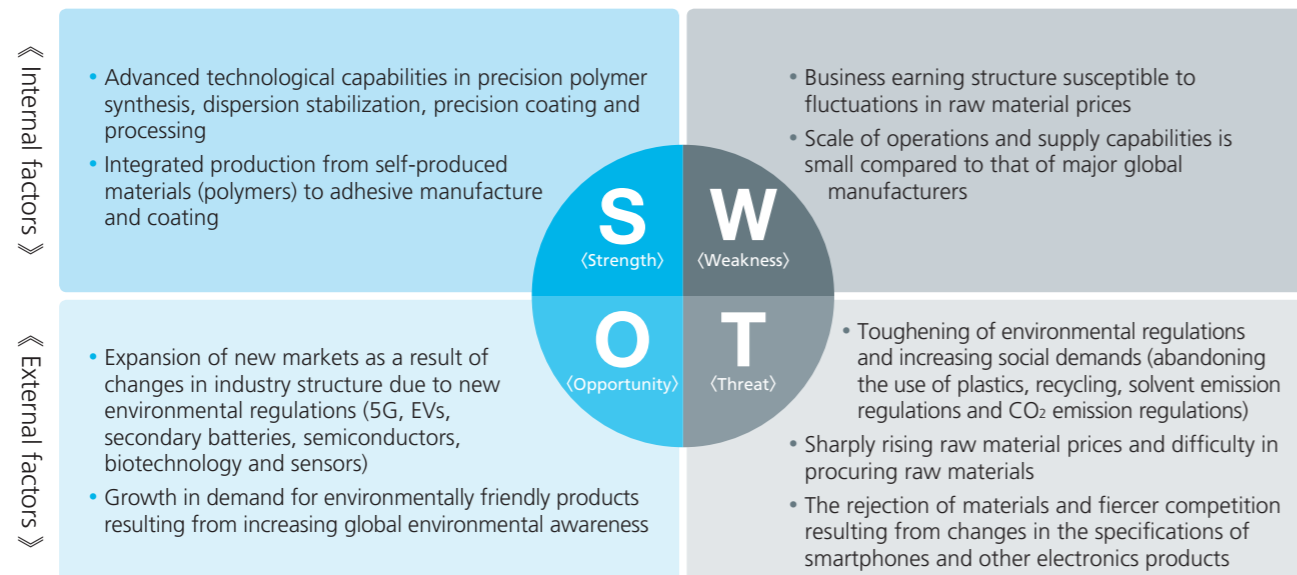 《 Internal factors 》
• Advanced technological capabilities in precision polymer
synthesis, dispersion stabilization, precision coating and
processing
• Integrated production from self-produced
materials (polymers) to adhesive manufacture
and coating
• Business earning structure susceptible to
fluctuations in raw material prices
• Scale of operations and supply capabilities is
small compared to that of major global
manufacturers
S
〈Strength〉
W
〈Weakness〉
《 External factors 》
• Expansion of new markets as a result of
changes in industry structure due to new
environmental regulations (5G, EVs,
secondary batteries, semiconductors,
biotechnology and sensors)
• Growth in demand for environmentally friendly products
resulting from increasing global environmental awareness
O
〈Opportunity〉
T
〈Threat〉
• Toughening of environmental regulations
and increasing social demands (abandoning
the use of plastics, recycling, solvent emission
regulations and CO₂ emission regulations)
• Sharply rising raw material prices and difficulty in
procuring raw materials
• The rejection of materials and fiercer competition
resulting from changes in the specifications of
smartphones and other electronics products